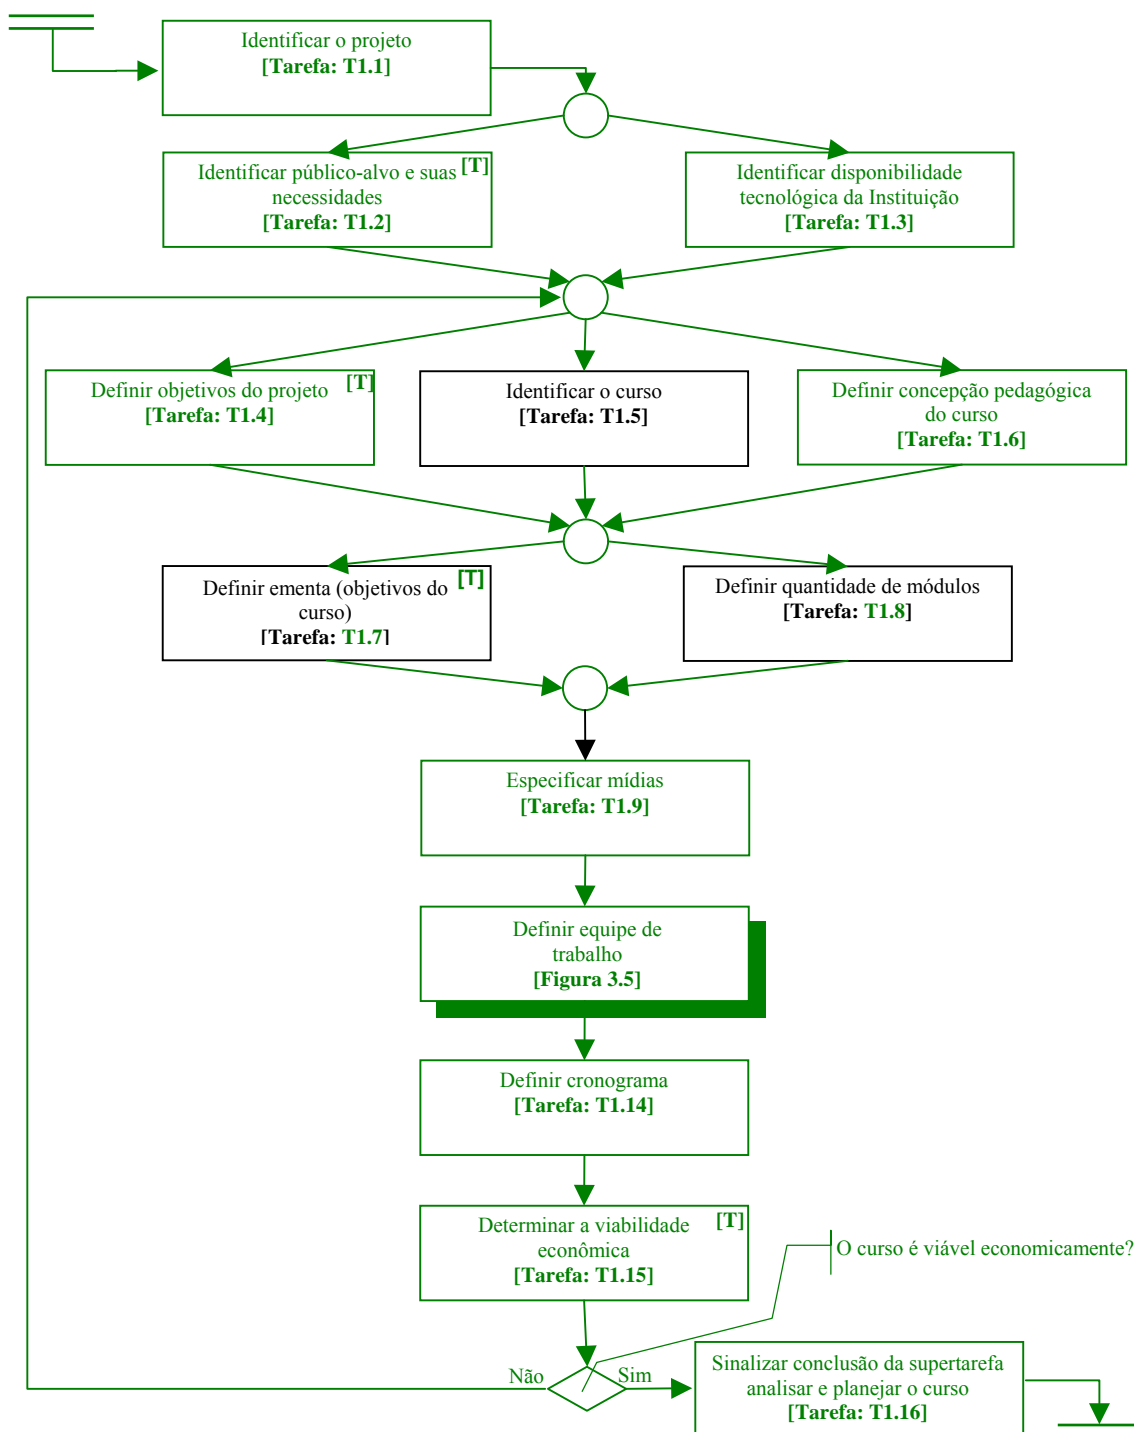 Identificar o projeto
[Tarefa: T1.1]
Identificar público-alvo e suas [T]
necessidades
[Tarefa: T1.2]
Identificar disponibilidade
tecnológica da Instituição
[Tarefa: T1.3]
Definir objetivos do projeto [T]
[Tarefa: T1.4]
Identificar o curso
[Tarefa: T1.5]
Definir concepção pedagógica
do curso
[Tarefa: T1.6]
Definir ementa (objetivos do [T]
curso)
[Tarefa: T1.7]
Definir quantidade de módulos
[Tarefa: T1.8]
Especificar mídias
[Tarefa: T1.9]
Definir equipe de
trabalho
[Figura 3.5]
Definir cronograma
[Tarefa: T1.14]
Determinar a viabilidade [T]
econômica
[Tarefa: T1.15]
O curso é viável economicamente?
Não
Sim
Sinalizar conclusão da supertarefa
analisar e planejar o curso
[Tarefa: T1.16]